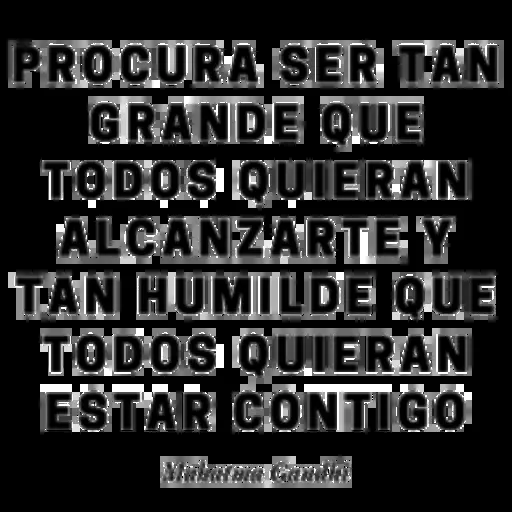 PROCURA SER TAN
GRANDE QUE
TODOS QUIERAN
ALCANZARTE Y
TAN HUMILDE QUE
TODOS QUIERAN
ESTAR CONTIGO
Mahatma Gandhi